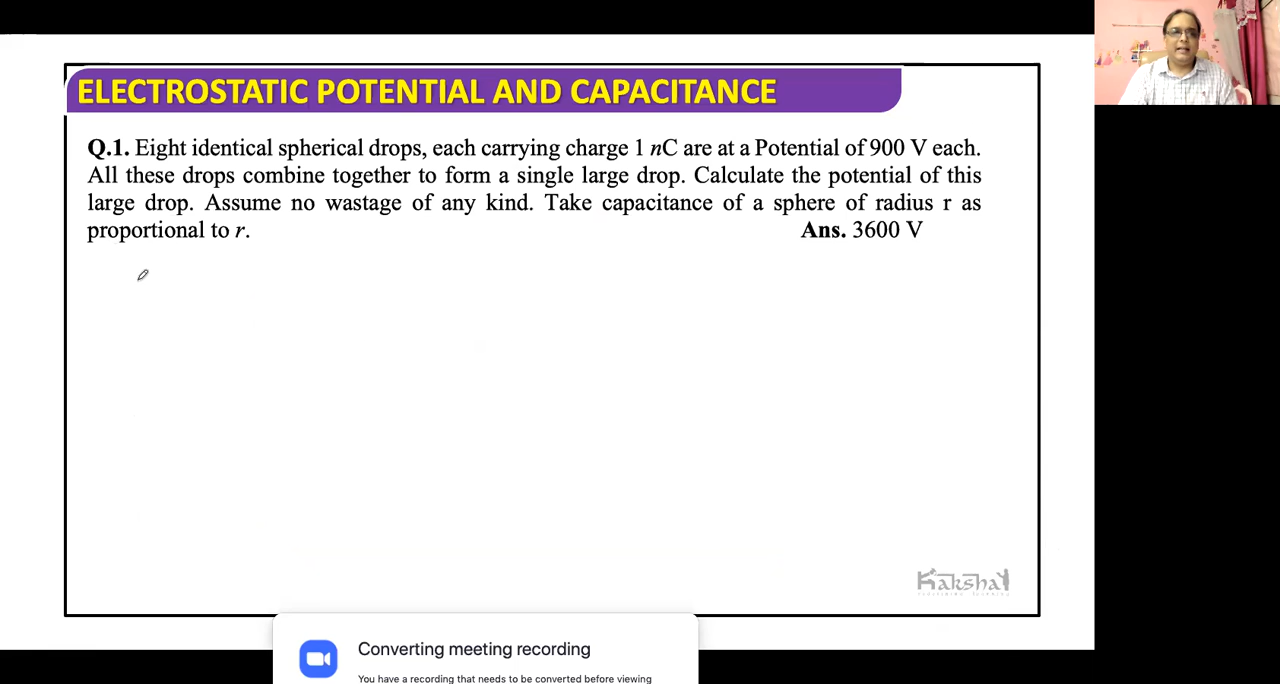 ELECTROSTATIC POTENTIAL AND CAPACITANCE
Q.1. Eight identical spherical drops, each carrying charge 1 nC are at a Potential of 900 V each.
All these drops combine together to form a single large drop. Calculate the potential of this
large drop. Assume no wastage of any kind. Take capacitance of a sphere of radius r as
proportional to r. Ans. 3600 V
Kaksha
Converting meeting recording
You have a recording that needs to be converted before viewing